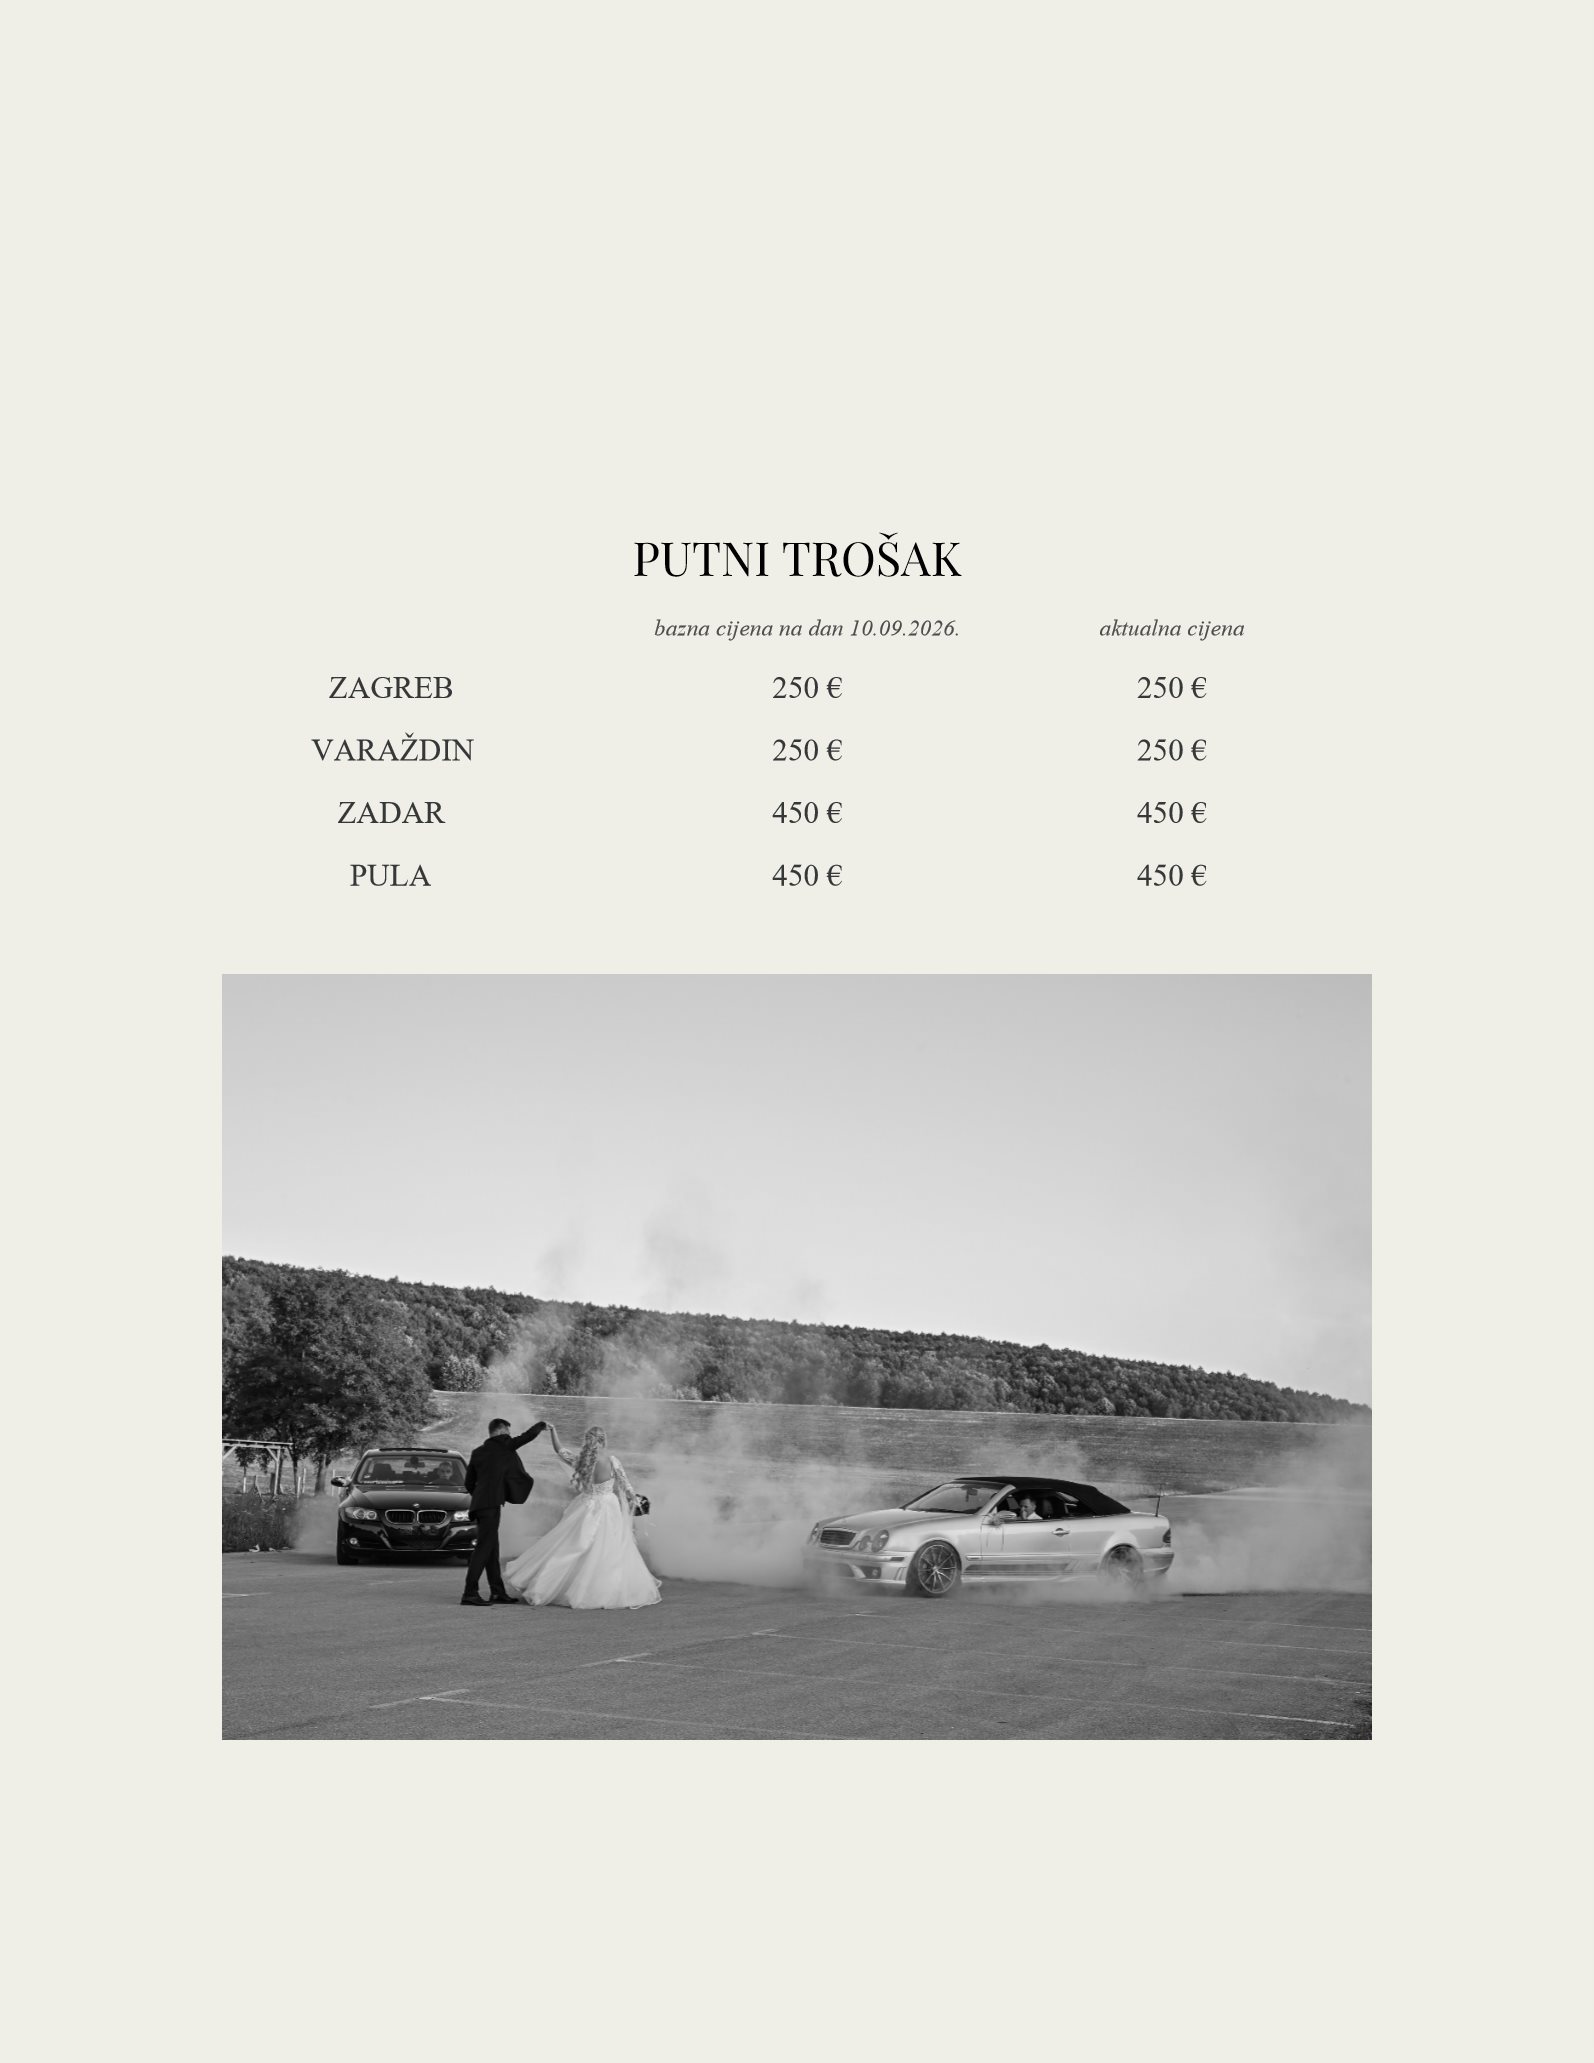 PUTNI TROŠAK
bazna cijena na dan 10.09.2026. aktualna cijena
ZAGREB 250 € 250 €
VARAŽDIN 250 € 250 €
ZADAR 450 € 450 €
PULA 450 € 450 €